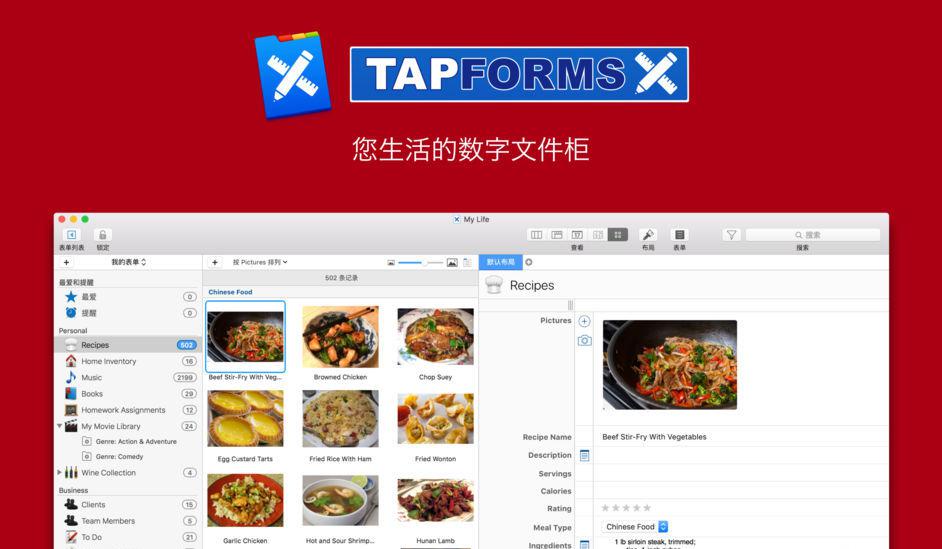 TAPFORMS
您生活的数字文件柜
My Life
表单列表 锁定 查看 布局 表单 搜索
搜索
+ 我的表单 + 按 Pictures 排列 默认布局
502 条记录
最爱和提醒
最爱 0
提醒 0
Personal
Recipes 502
Home Inventory 16
Music 2199
Books 29
Homework Assignments 12
My Movie Library 24
Genre: Action & Adventure
Genre: Comedy
Wine Collection 4
Business
Clients 15
Team Members 5
To Do 21
Chinese Food
Beef Stir-Fry With Veg... Browned Chicken Chop Suey
Egg Custard Tarts Fried Rice With Ham Fried Wonton
Garlic Chicken Hot and Sour Shrimp... Hunan Lamb
Recipes
Pictures
Recipe Name Beef Stir-Fry With Vegetables
Description
Servings
Calories
Rating
Meal Type Chinese Food
Ingredients 1 lb sirloin steak, trimmed;